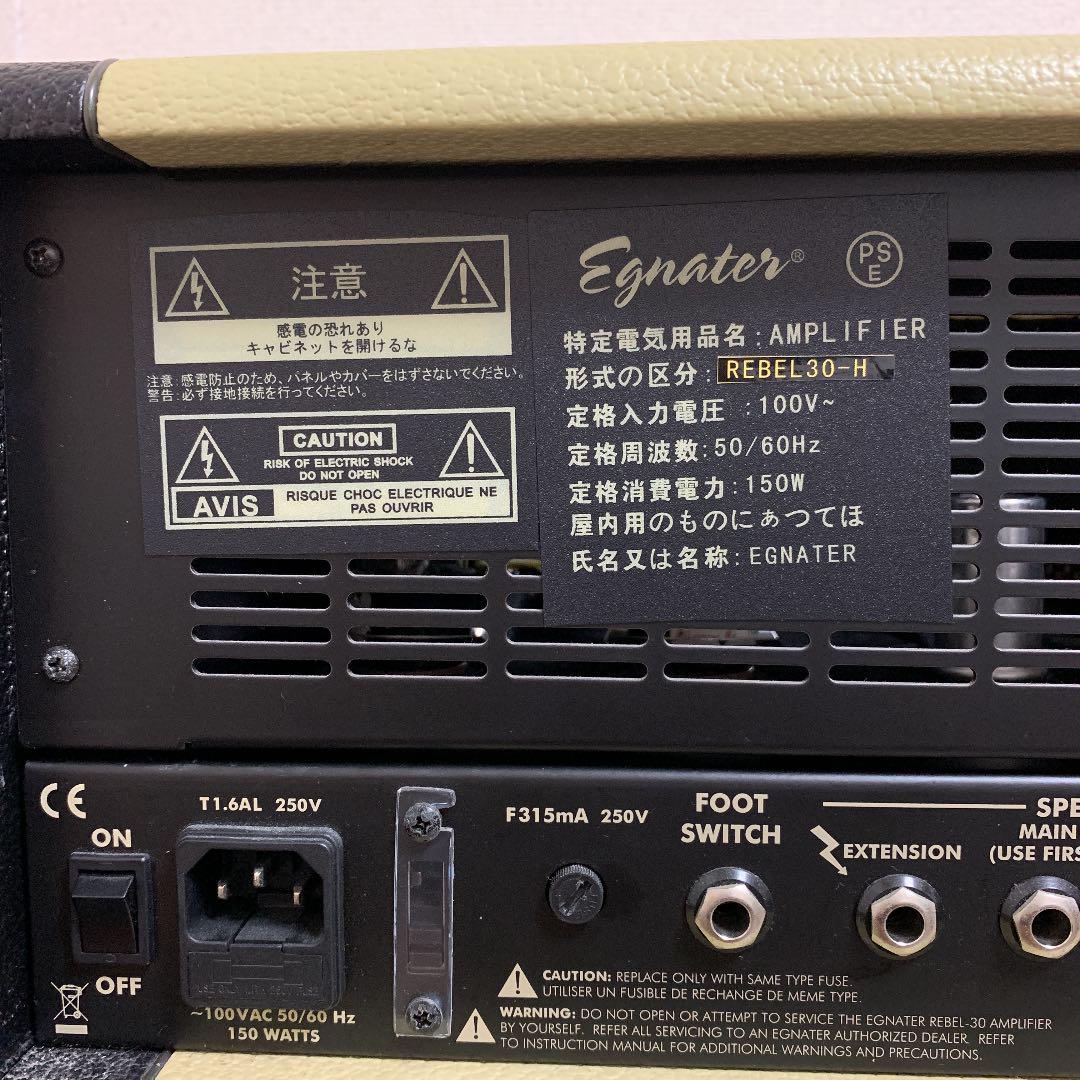 注意
感電の恐れあり
キャビネットを開けるな
注意:感電防止のため、パネルやカバーをはずさないでください。
警告:必ず接地接続を行ってください。
CAUTION
RISK OF ELECTRIC SHOCK
DO NOT OPEN
AVIS
RISQUE CHOC ELECTRIQUE NE
PAS OUVRIR
Egnater®
PS
E
特定電気用品名:AMPLIFIER
形式の区分:REBEL30-H
定格入力電圧 :100V~
定格周波数:50/60Hz
定格消費電力:150W
屋内用のものにぁつてほ
氏名又は名称:EGNATER
CE
ON
OFF
T1.6AL 250V
~100VAC 50/60 Hz
150 WATTS
F315mA 250V
FOOT
SWITCH
SPE
EXTENSION
MAIN
(USE FIRS
CAUTION: REPLACE ONLY WITH SAME TYPE FUSE.
UTILISER UN FUSIBLE DE RECHANGE DE MEME TYPE.
WARNING: DO NOT OPEN OR ATTEMPT TO SERVICE THE EGNATER REBEL-30 AMPLIFIER
BY YOURSELF. REFER ALL SERVICING TO AN EGNATER AUTHORIZED DEALER. REFER
TO INSTRUCTION MANUAL FOR ADDITIONAL WARNINGS AND PRECAUTIONS.